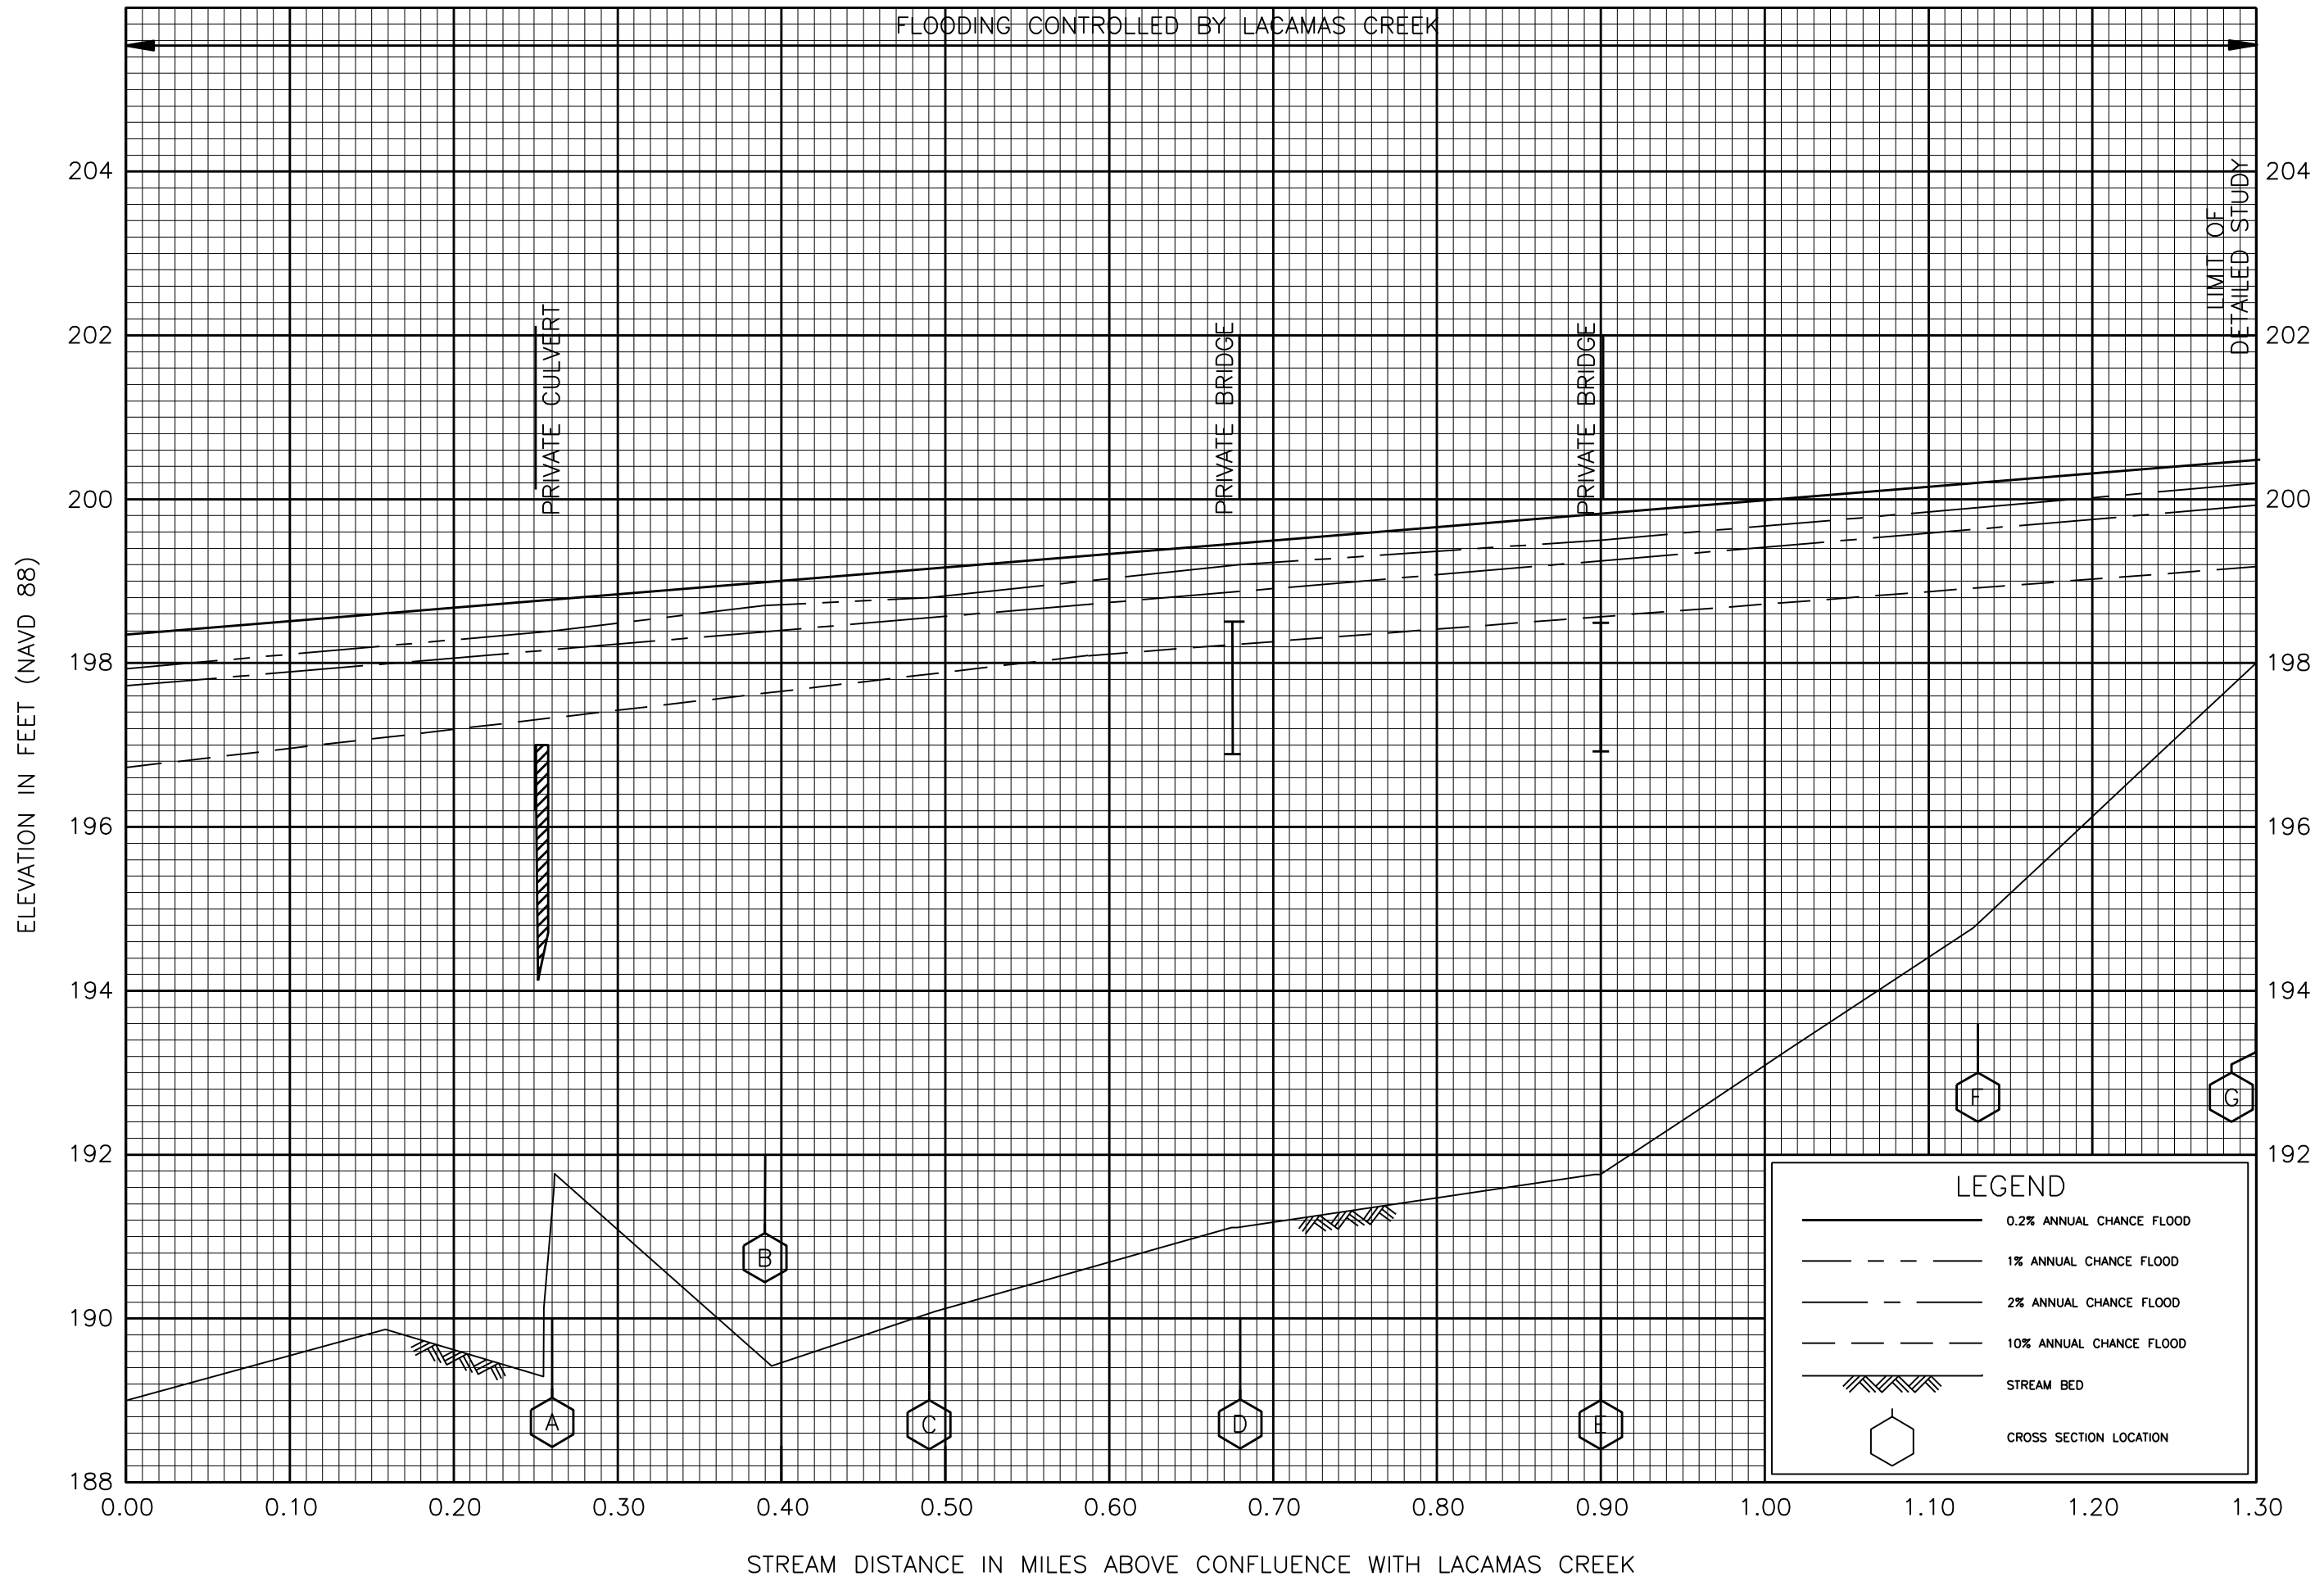 FLOODING CONTROLLED BY LACAMAS CREEK
204
204
LIMIT OF
DETAILED STUDY
202
202
PRIVATE CULVERT
PRIVATE BRIDGE
PRIVATE BRIDGE
200
200
ELEVATION IN FEET (NAVD 88)
198
198
196
196
194
194
F
G
192
192
B
190
A
C
D
E
188
LEGEND
0.2% ANNUAL CHANCE FLOOD
1% ANNUAL CHANCE FLOOD
2% ANNUAL CHANCE FLOOD
10% ANNUAL CHANCE FLOOD
STREAM BED
CROSS SECTION LOCATION
0.00 0.10 0.20 0.30 0.40 0.50 0.60 0.70 0.80 0.90 1.00 1.10 1.20 1.30
STREAM DISTANCE IN MILES ABOVE CONFLUENCE WITH LACAMAS CREEK